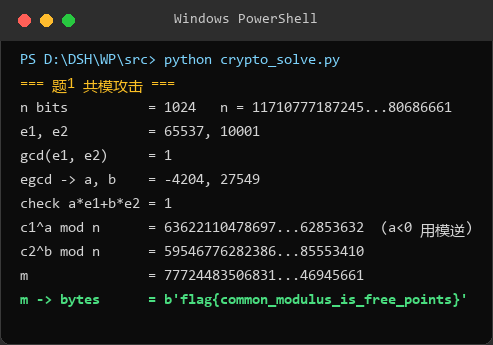 Windows PowerShell
PS D:\DSH\WP\src> python crypto_solve.py
=== 题1 共模攻击 ===
n bits = 1024 n = 11710777187245...80686661
e1, e2 = 65537, 10001
gcd(e1, e2) = 1
egcd -> a, b = -4204, 27549
check a*e1+b*e2 = 1
c1^a mod n = 63622110478697...62853632 (a<0 用模逆)
c2^b mod n = 59546776282386...85553410
m = 77724483506831...46945661
m -> bytes = b'flag{common_modulus_is_free_points}'